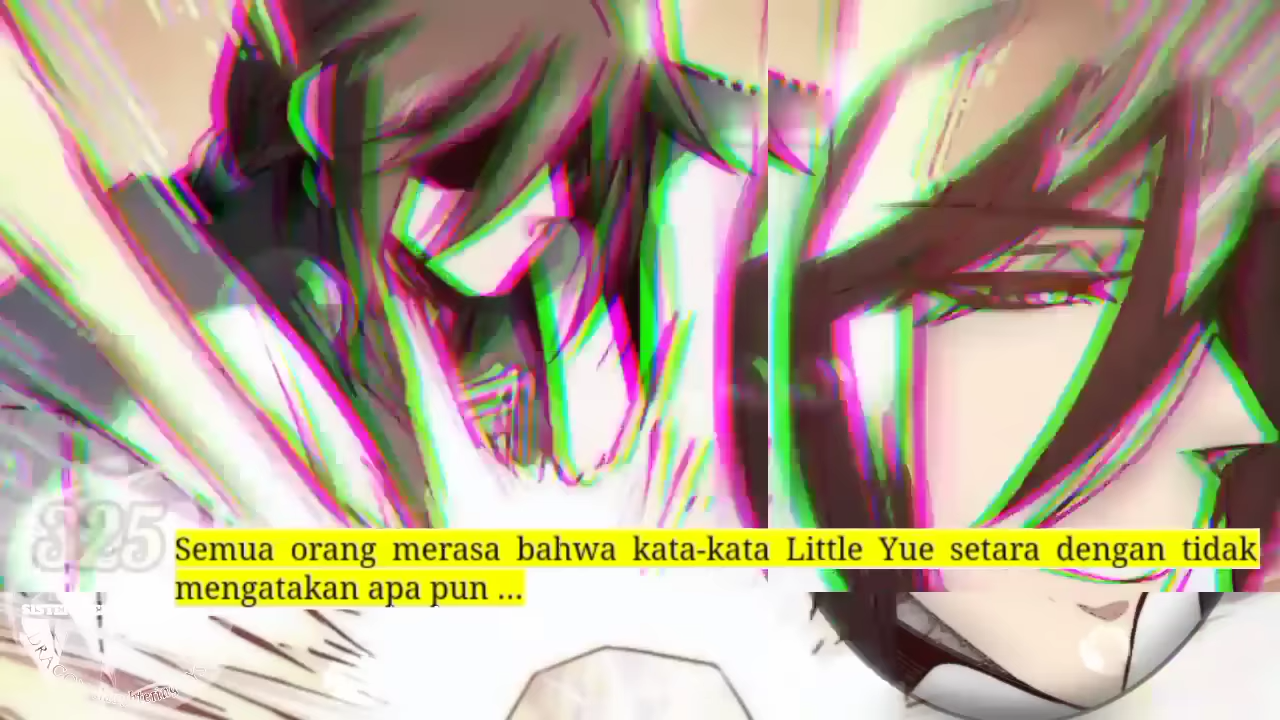 325
Semua orang merasa bahwa kata-kata Little Yue setara dengan tidak
mengatakan apa pun ...